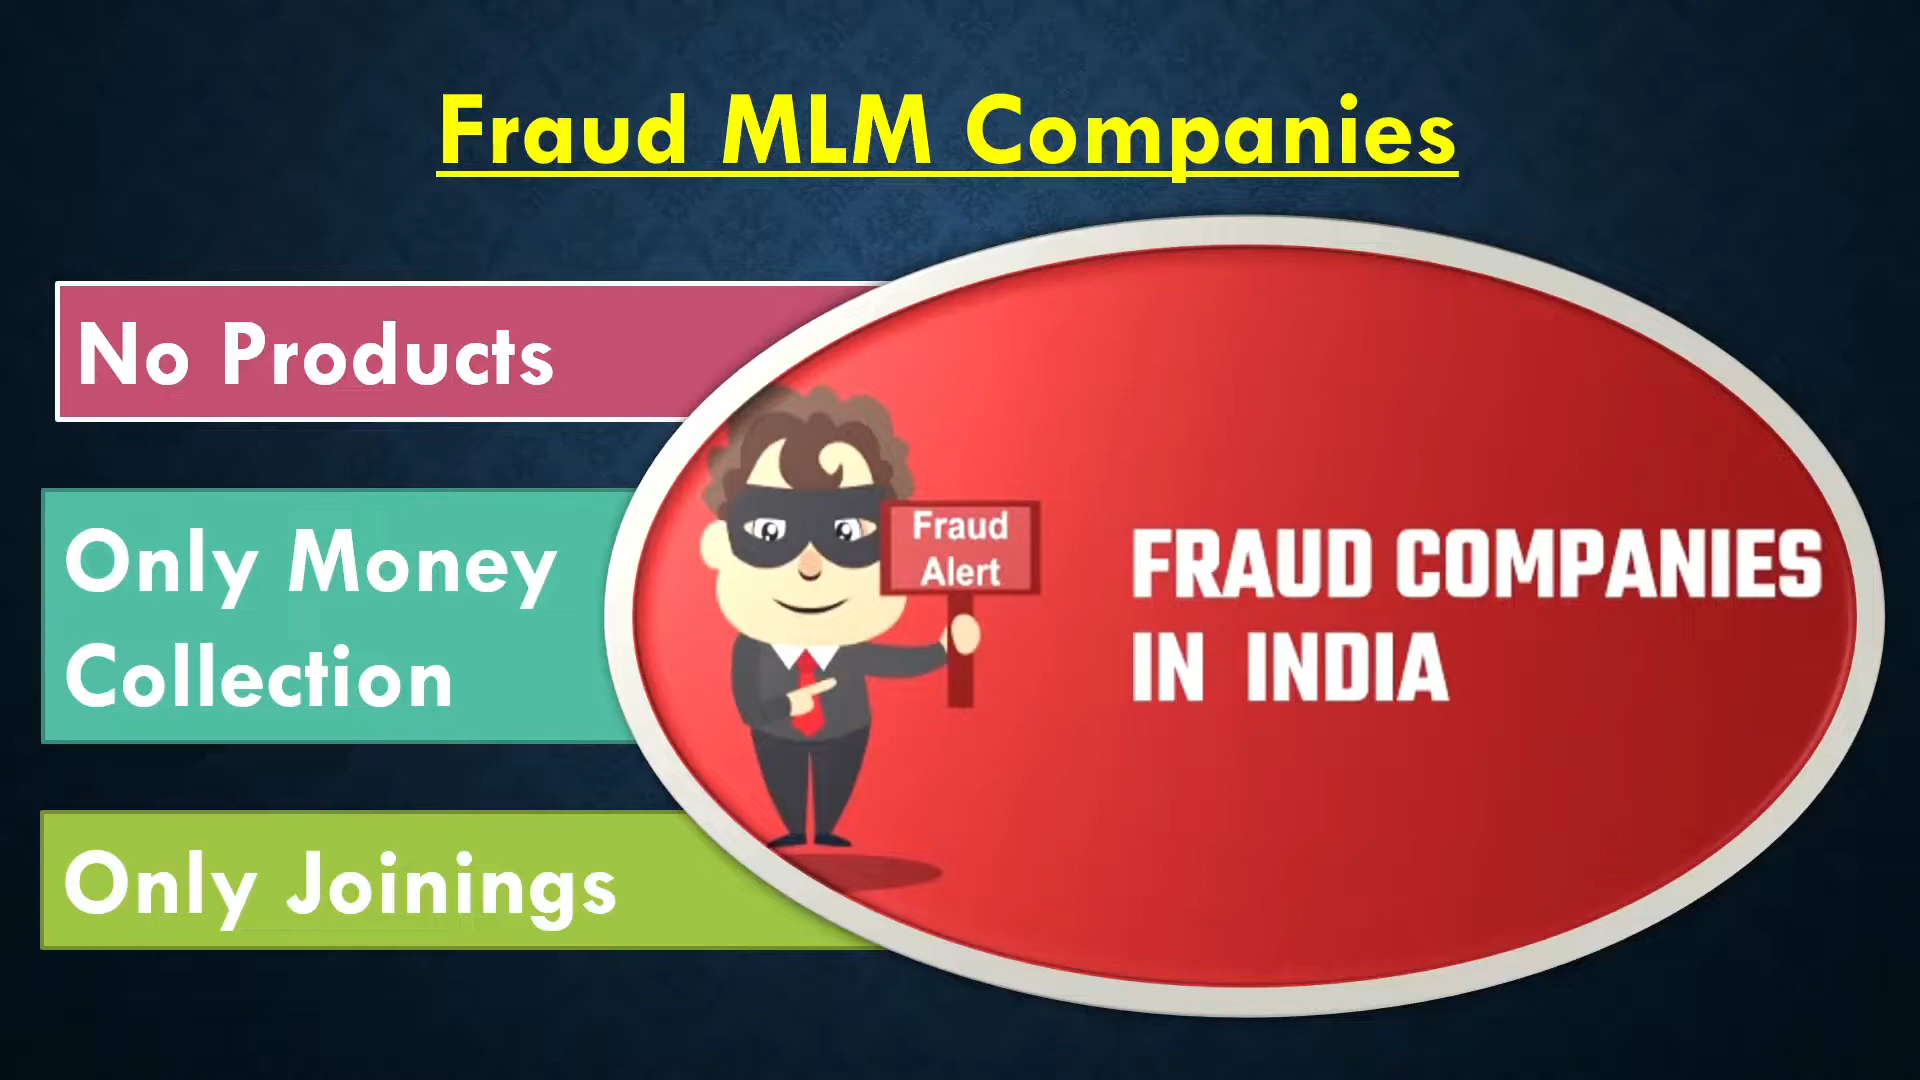 Fraud MLM Companies
No Products
Only Money
Collection
Only Joinings
Fraud
Alert
FRAUD COMPANIES
IN INDIA